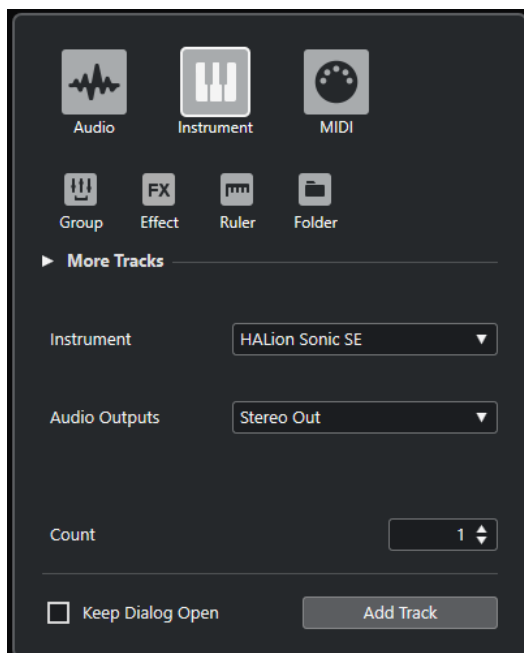 Audio Instrument MIDI
FX
Group Effect Ruler Folder
More Tracks
Instrument HALion Sonic SE
Audio Outputs Stereo Out
Count 1
Keep Dialog Open Add Track